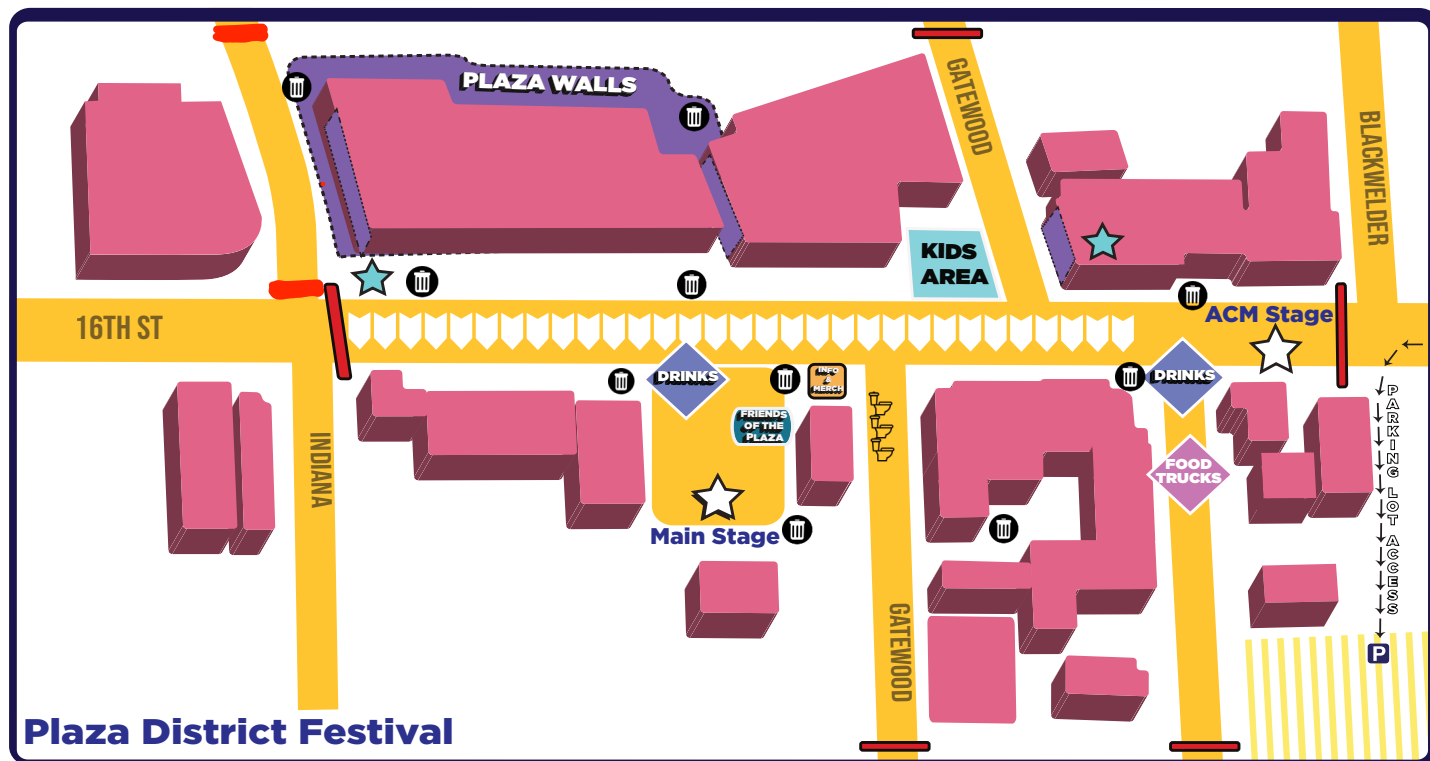 PLAZA WALLS
GATEWOOD
BLACKWELDER
KIDS
AREA
16TH ST
ACM Stage
DRINKS
INFO
&
MERCH
DRINKS
FRIENDS
OF THE
PLAZA
INDIANA
FOOD
TRUCKS
PARKING LOT ACCESS
Main Stage
GATEWOOD
P
Plaza District Festival